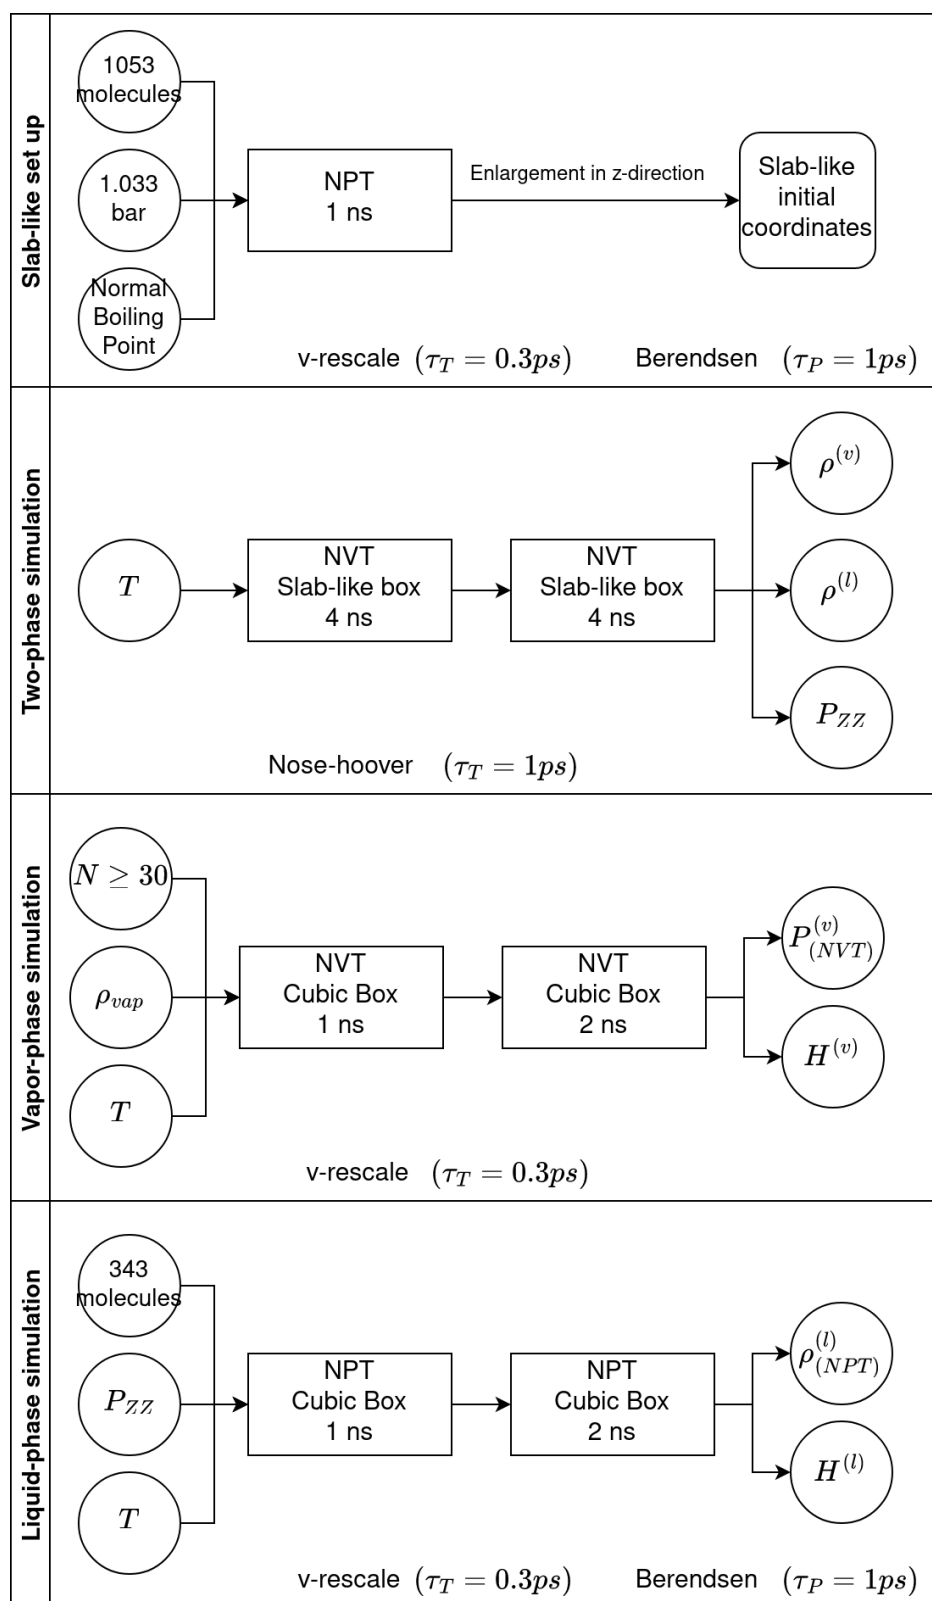 Slab-like set up
1053
molecules
1.033
bar
Normal
Boiling
Point
NPT
1 ns
Enlargement in z-direction
Slab-like
initial
coordinates
v-rescale (τ_T = 0.3ps) Berendsen (τ_P = 1ps)
Two-phase simulation
T
NVT
Slab-like box
4 ns
NVT
Slab-like box
4 ns
ρ^(v)
ρ^(l)
P_ZZ
Nose-hoover (τ_T = 1ps)
Vapor-phase simulation
N ≥ 30
ρ_vap
T
NVT
Cubic Box
1 ns
NVT
Cubic Box
2 ns
P^(v)_(NVT)
H^(v)
v-rescale (τ_T = 0.3ps)
Liquid-phase simulation
343
molecules
P_ZZ
T
NPT
Cubic Box
1 ns
NPT
Cubic Box
2 ns
ρ^(l)_(NPT)
H^(l)
v-rescale (τ_T = 0.3ps) Berendsen (τ_P = 1ps)